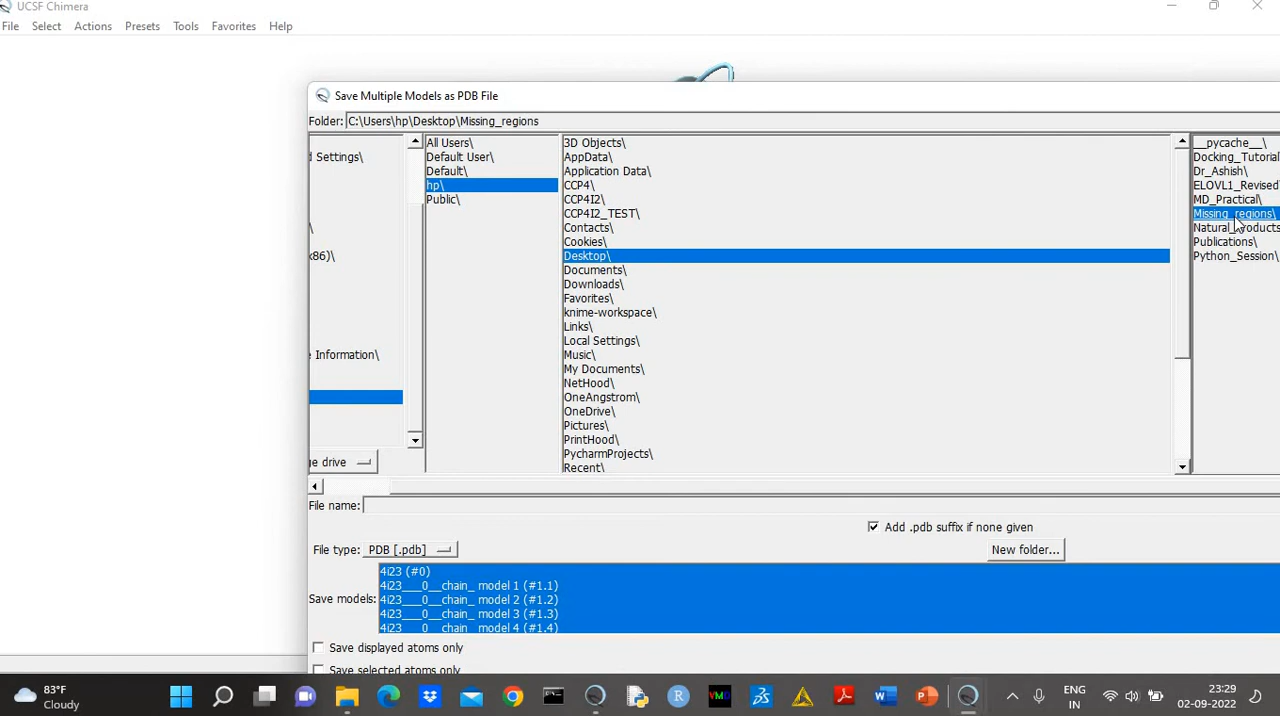 UCSF Chimera
File Select Actions Presets Tools Favorites Help
Save Multiple Models as PDB File
Folder: C:\Users\hp\Desktop\Missing_regions
d Settings\
\
x86)\
e Information\
ge drive
All Users\
Default User\
Default\
hp\
Public\
3D Objects\
AppData\
Application Data\
CCP4\
CCP4I2\
CCP4I2_TEST\
Contacts\
Cookies\
Desktop\
Documents\
Downloads\
Favorites\
knime-workspace\
Links\
Local Settings\
Music\
My Documents\
NetHood\
OneAngstrom\
OneDrive\
Pictures\
PrintHood\
PycharmProjects\
Recent\
__pycache__\
Docking_Tutorial
Dr_Ashish\
ELOVL1_Revised
MD_Practical\
Missing_regions\
Natural_Products
Publications\
Python_Session\
File name:
Add .pdb suffix if none given
File type: PDB [.pdb]
New folder...
Save models:
4i23 (#0)
4i23___0__chain_ model 1 (#1.1)
4i23___0__chain_ model 2 (#1.2)
4i23___0__chain_ model 3 (#1.3)
4i23___0__chain_ model 4 (#1.4)
Save displayed atoms only
Save selected atoms only
83°F
Cloudy
ENG
IN
23:29
02-09-2022